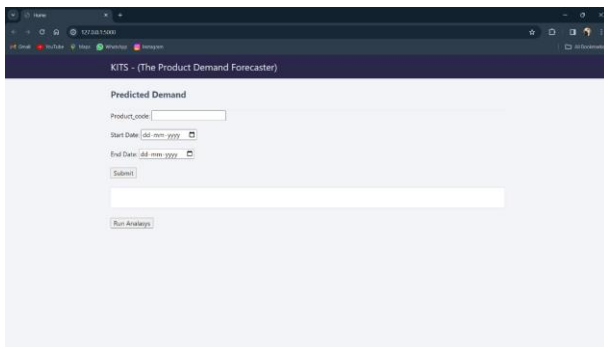 Home
127.0.0.1:5000
Gmail YouTube Maps WhatsApp Instagram All Bookmarks
KITS - (The Product Demand Forecaster)
Predicted Demand
Product_code:
Start Date: dd-mm-yyyy
End Date: dd-mm-yyyy
Submit
Run Analasys